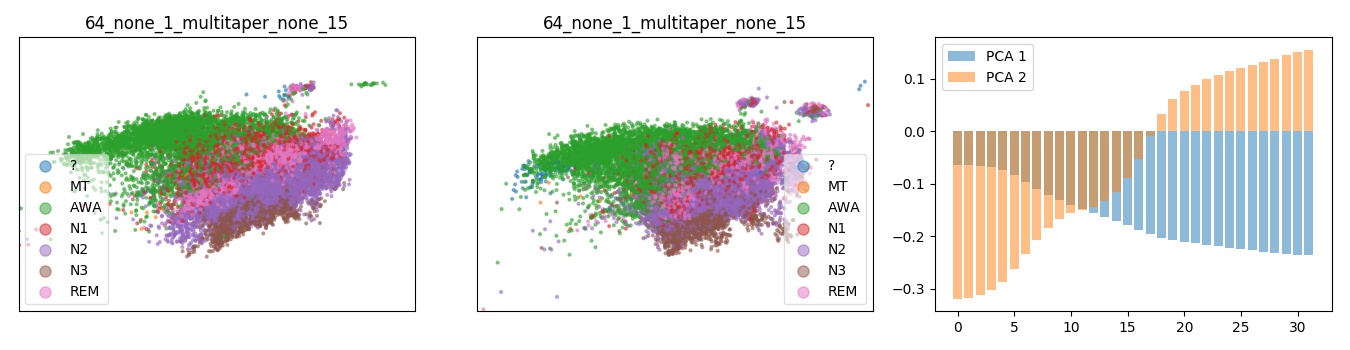 64_none_1_multitaper_none_15
?
MT
AWA
N1
N2
N3
REM
64_none_1_multitaper_none_15
?
MT
AWA
N1
N2
N3
REM
PCA 1
PCA 2
0.1
0.0
−0.1
−0.2
−0.3
0 5 10 15 20 25 30